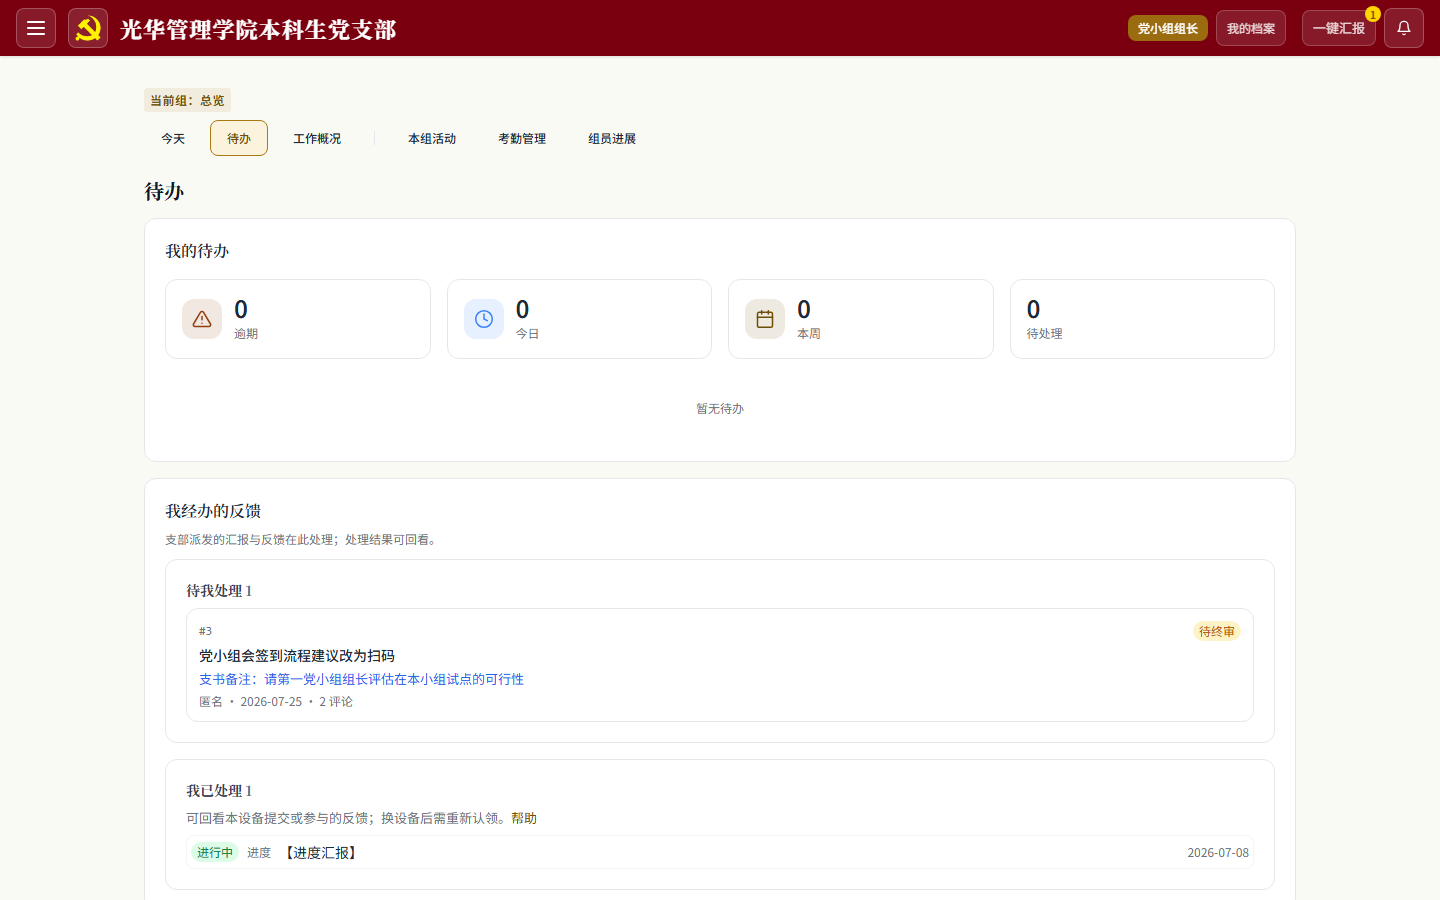 光华管理学院本科生党支部
党小组组长
我的档案
一键汇报
1
当前组：总览
今天
待办
工作概况
本组活动
考勤管理
组员进展
待办
我的待办
0
逾期
0
今日
0
本周
0
待处理
暂无待办
我经办的反馈
支部派发的汇报与反馈在此处理；处理结果可回看。
待我处理 1
#3
待终审
党小组会签到流程建议改为扫码
支书备注：请第一党小组组长评估在本小组试点的可行性
匿名 · 2026-07-25 · 2 评论
我已处理 1
可回看本设备提交或参与的反馈；换设备后需重新认领。帮助
进行中 进度 【进度汇报】 2026-07-08